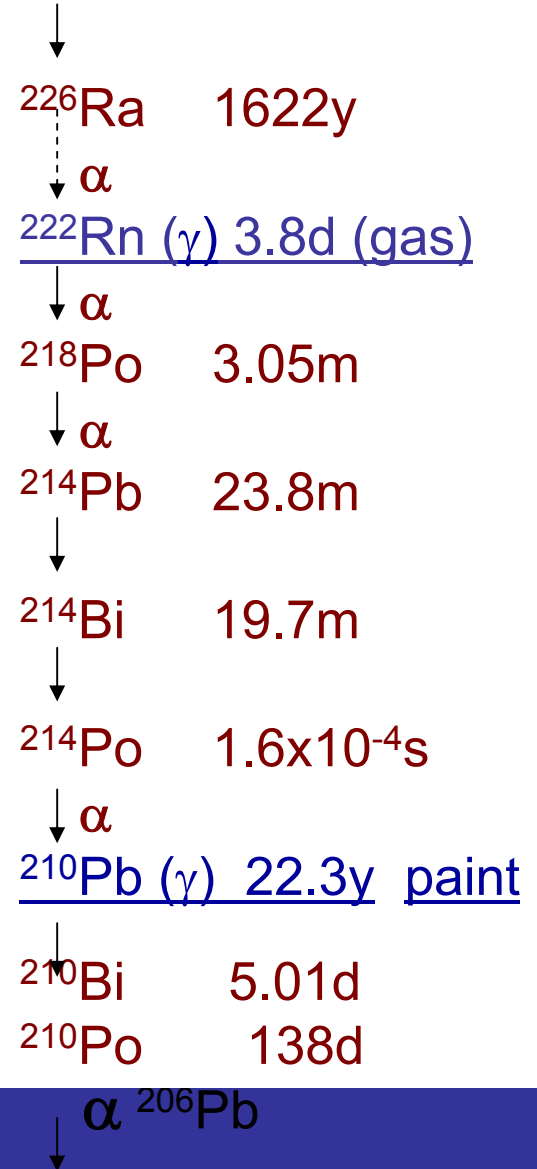 ²²⁶Ra 1622y
α
²²²Rn (γ) 3.8d (gas)
α
²¹⁸Po 3.05m
α
²¹⁴Pb 23.8m
²¹⁴Bi 19.7m
²¹⁴Po 1.6x10⁻⁴s
α
²¹⁰Pb (γ) 22.3y paint
²¹⁰Bi 5.01d
²¹⁰Po 138d
α ²⁰⁶Pb